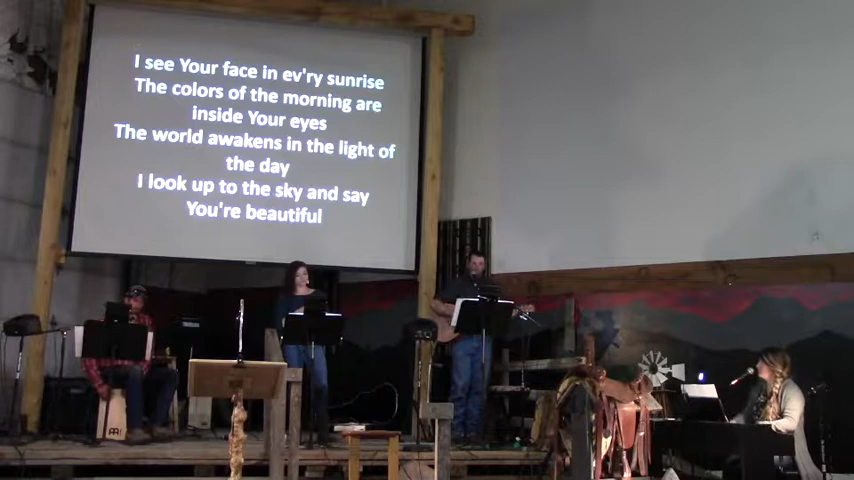 I see Your face in ev'ry sunrise
The colors of the morning are
inside Your eyes
The world awakens in the light of
the day
I look up to the sky and say
You're beautiful